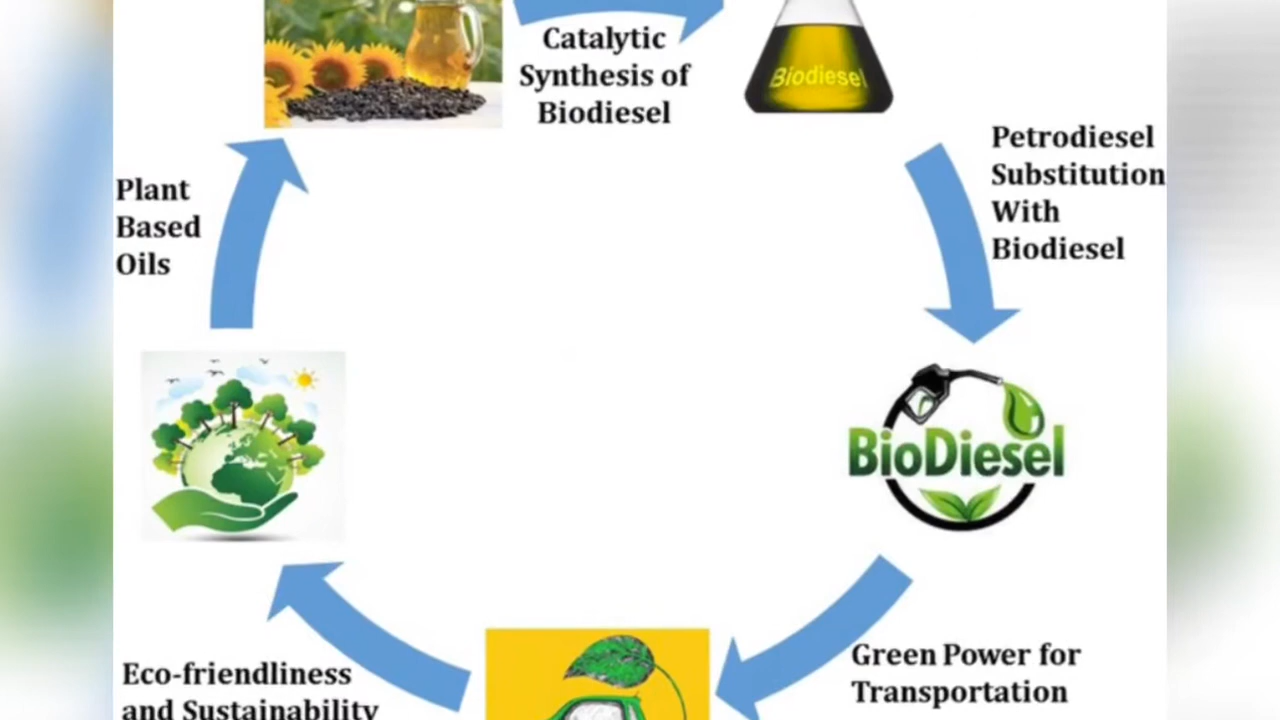 Catalytic
Synthesis of
Biodiesel
Biodiesel
Petrodiesel
Substitution
With
Biodiesel
Plant
Based
Oils
BioDiesel
Green Power for
Transportation
Eco-friendliness
and Sustainability